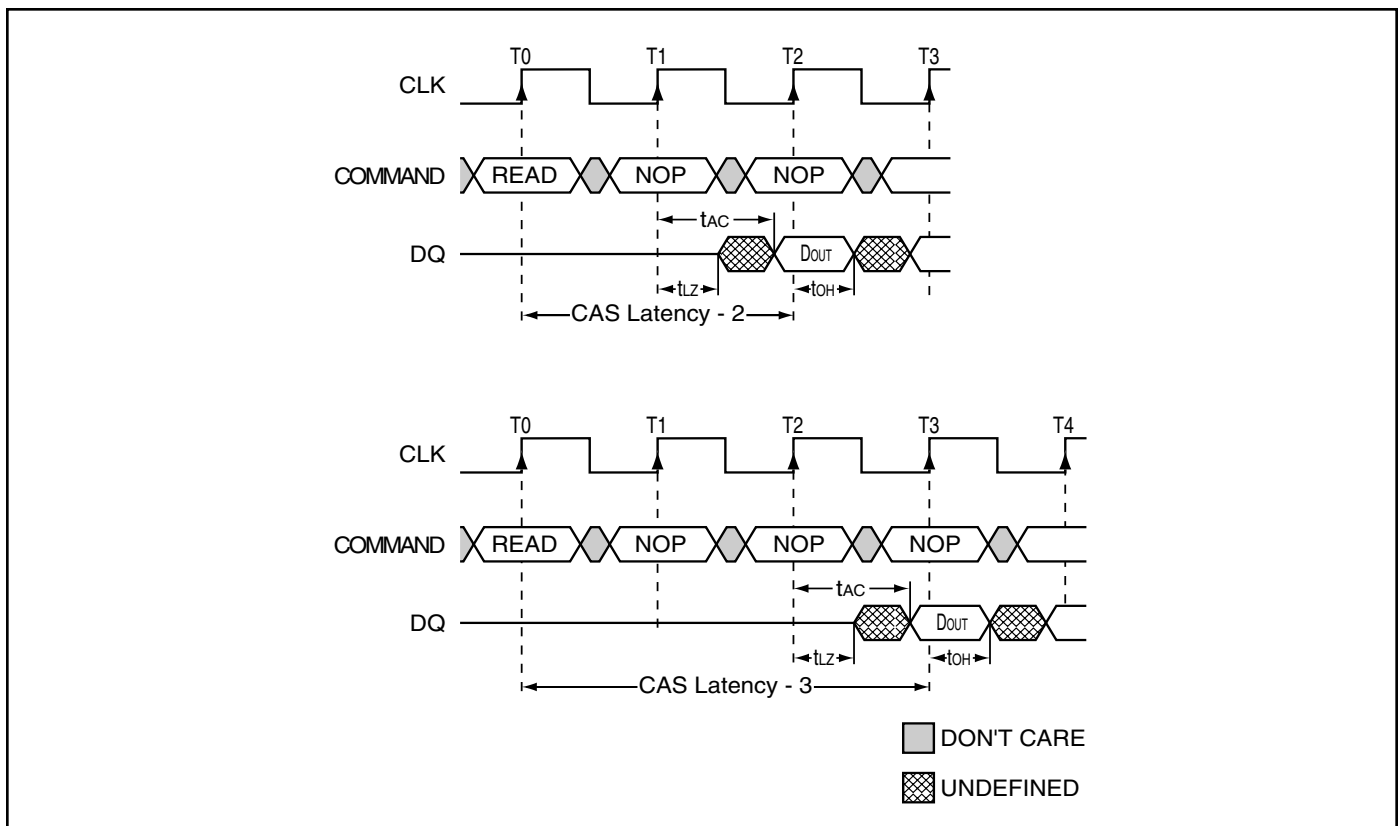 T0 T1 T2 T3
CLK
COMMAND READ NOP NOP
tAC
DQ DOUT
tLZ tOH
CAS Latency - 2
T0 T1 T2 T3 T4
CLK
COMMAND READ NOP NOP NOP
tAC
DQ DOUT
tLZ tOH
CAS Latency - 3
DON'T CARE
UNDEFINED